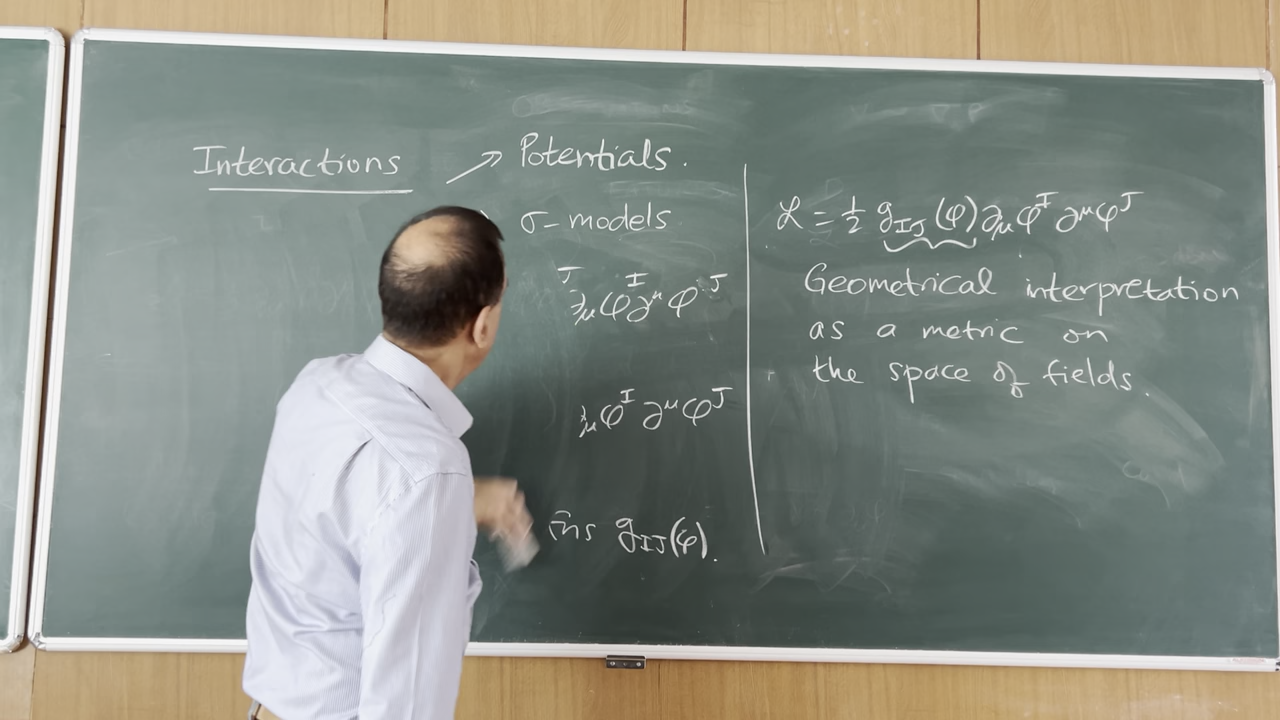 Interactions ↗ Potentials.
σ-models
J
∂μφ^I ∂^μ φ^J
∂μφ^I ∂^μ φ^J
g_IJ(φ).
ℒ = ½ g_IJ(φ) ∂μφ^I ∂^μφ^J
Geometrical interpretation
as a metric on
the space of fields.